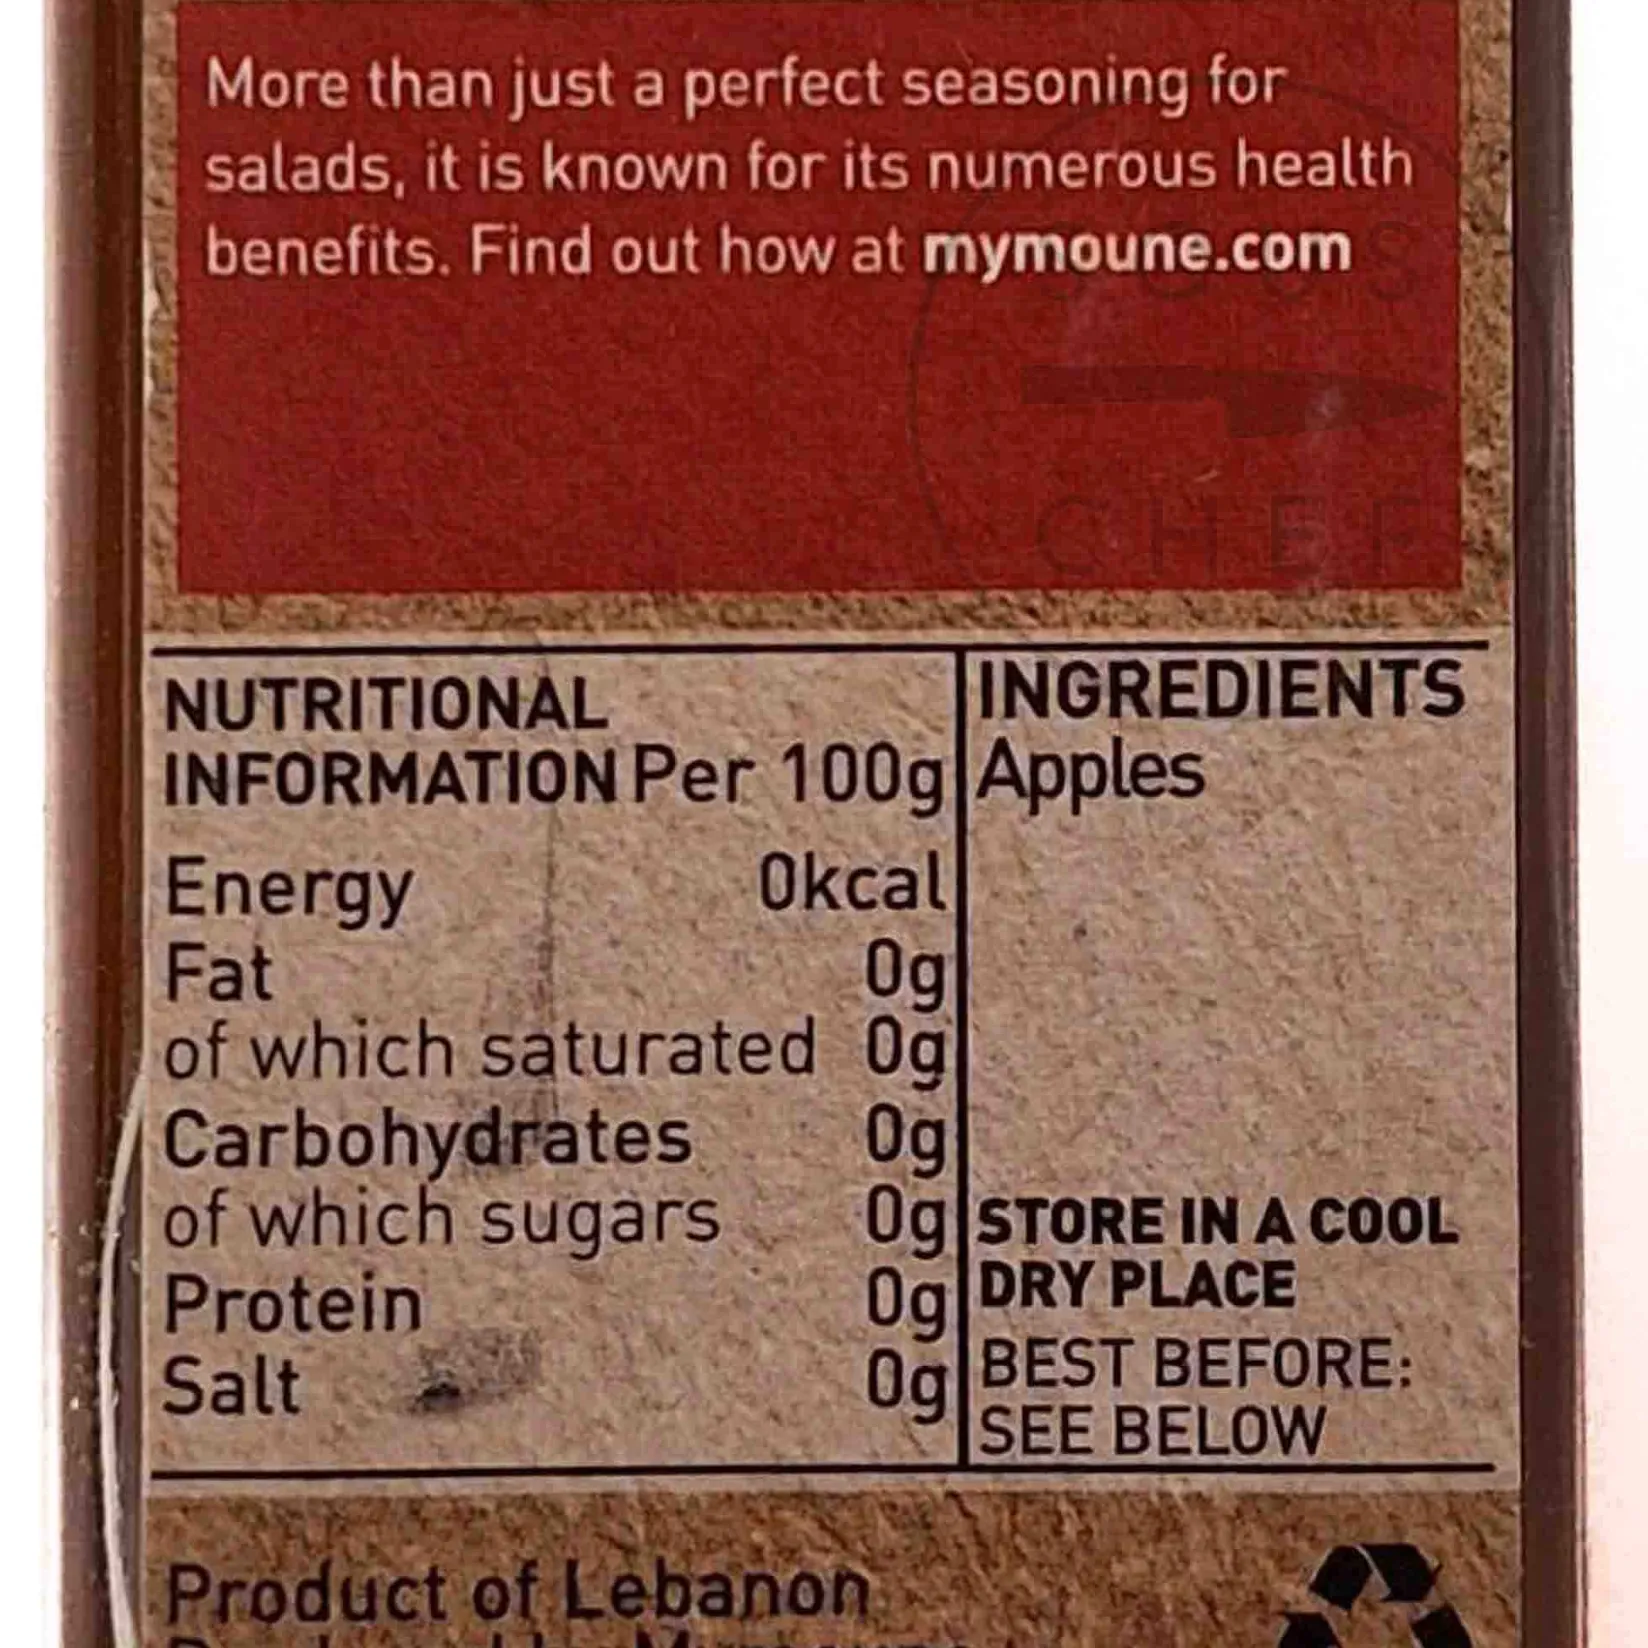 More than just a perfect seasoning for
salads, it is known for its numerous health
benefits. Find out how at mymoune.com
NUTRITIONAL
INFORMATION Per 100g
Energy 0kcal
Fat 0g
of which saturated 0g
Carbohydrates 0g
of which sugars 0g
Protein 0g
Salt 0g
INGREDIENTS
Apples
STORE IN A COOL
DRY PLACE
BEST BEFORE:
SEE BELOW
Product of Lebanon
CHEF